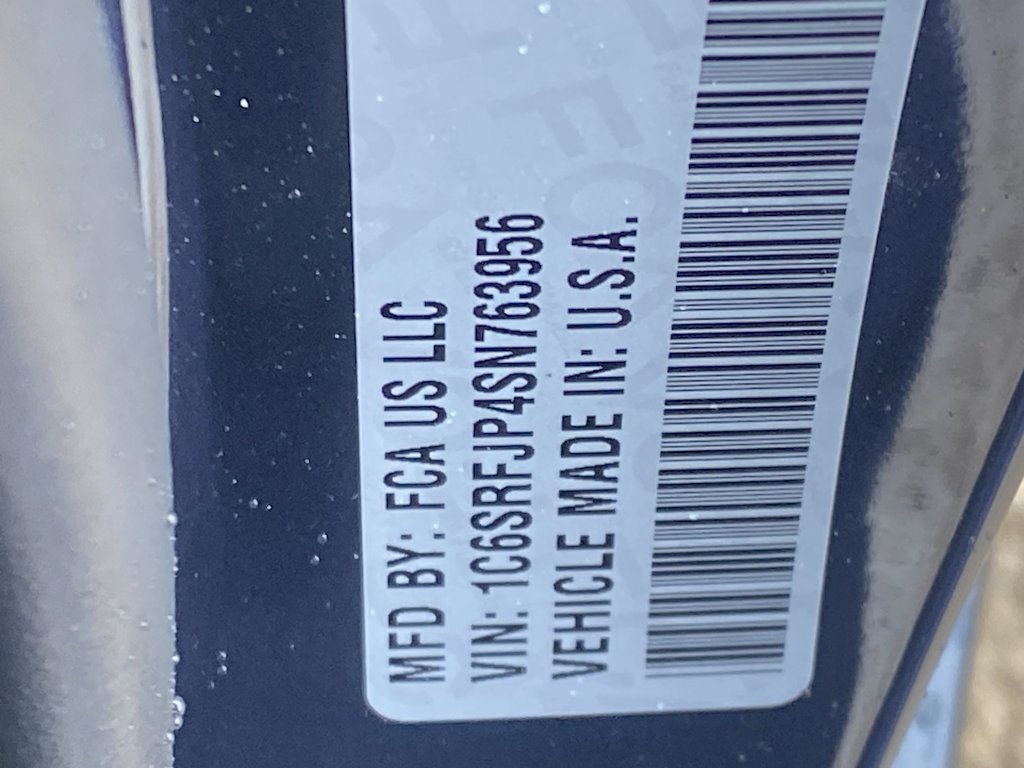 MFD BY: FCA US LLC
VIN: 1C6SRFJP4SN763956
VEHICLE MADE IN: U.S.A.